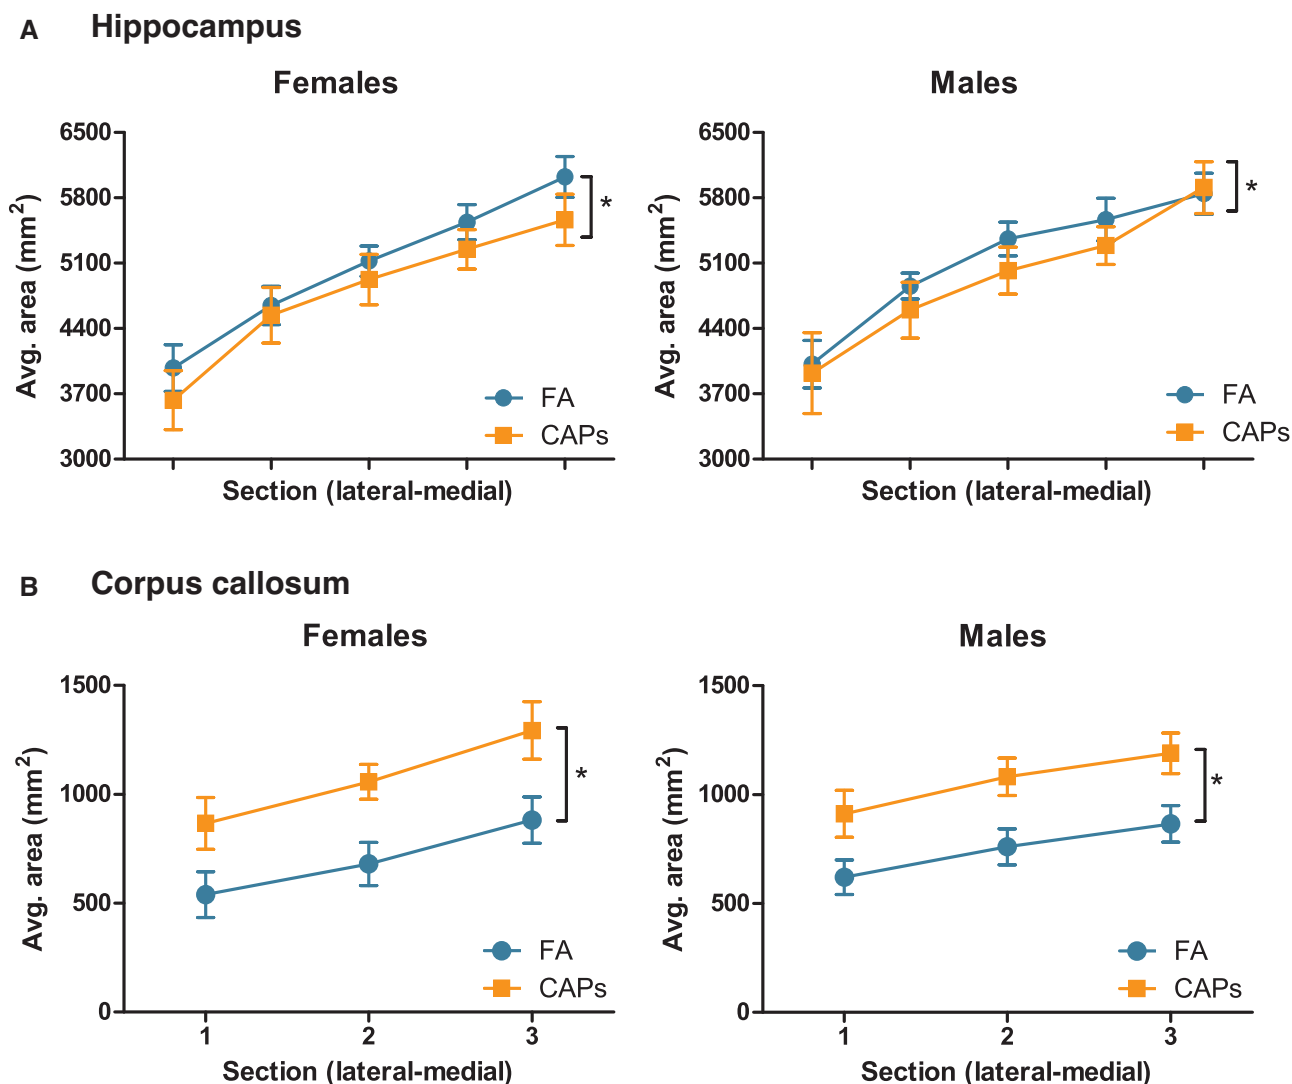 A Hippocampus
Females
Males
6500
5800
5100
4400
3700
3000
Avg. area (mm2)
*
FA
CAPs
Section (lateral-medial)
6500
5800
5100
4400
3700
3000
Avg. area (mm2)
*
FA
CAPs
Section (lateral-medial)
B Corpus callosum
Females
Males
1500
1000
500
0
Avg. area (mm2)
*
FA
CAPs
1 2 3
Section (lateral-medial)
1500
1000
500
0
Avg. area (mm2)
*
FA
CAPs
1 2 3
Section (lateral-medial)